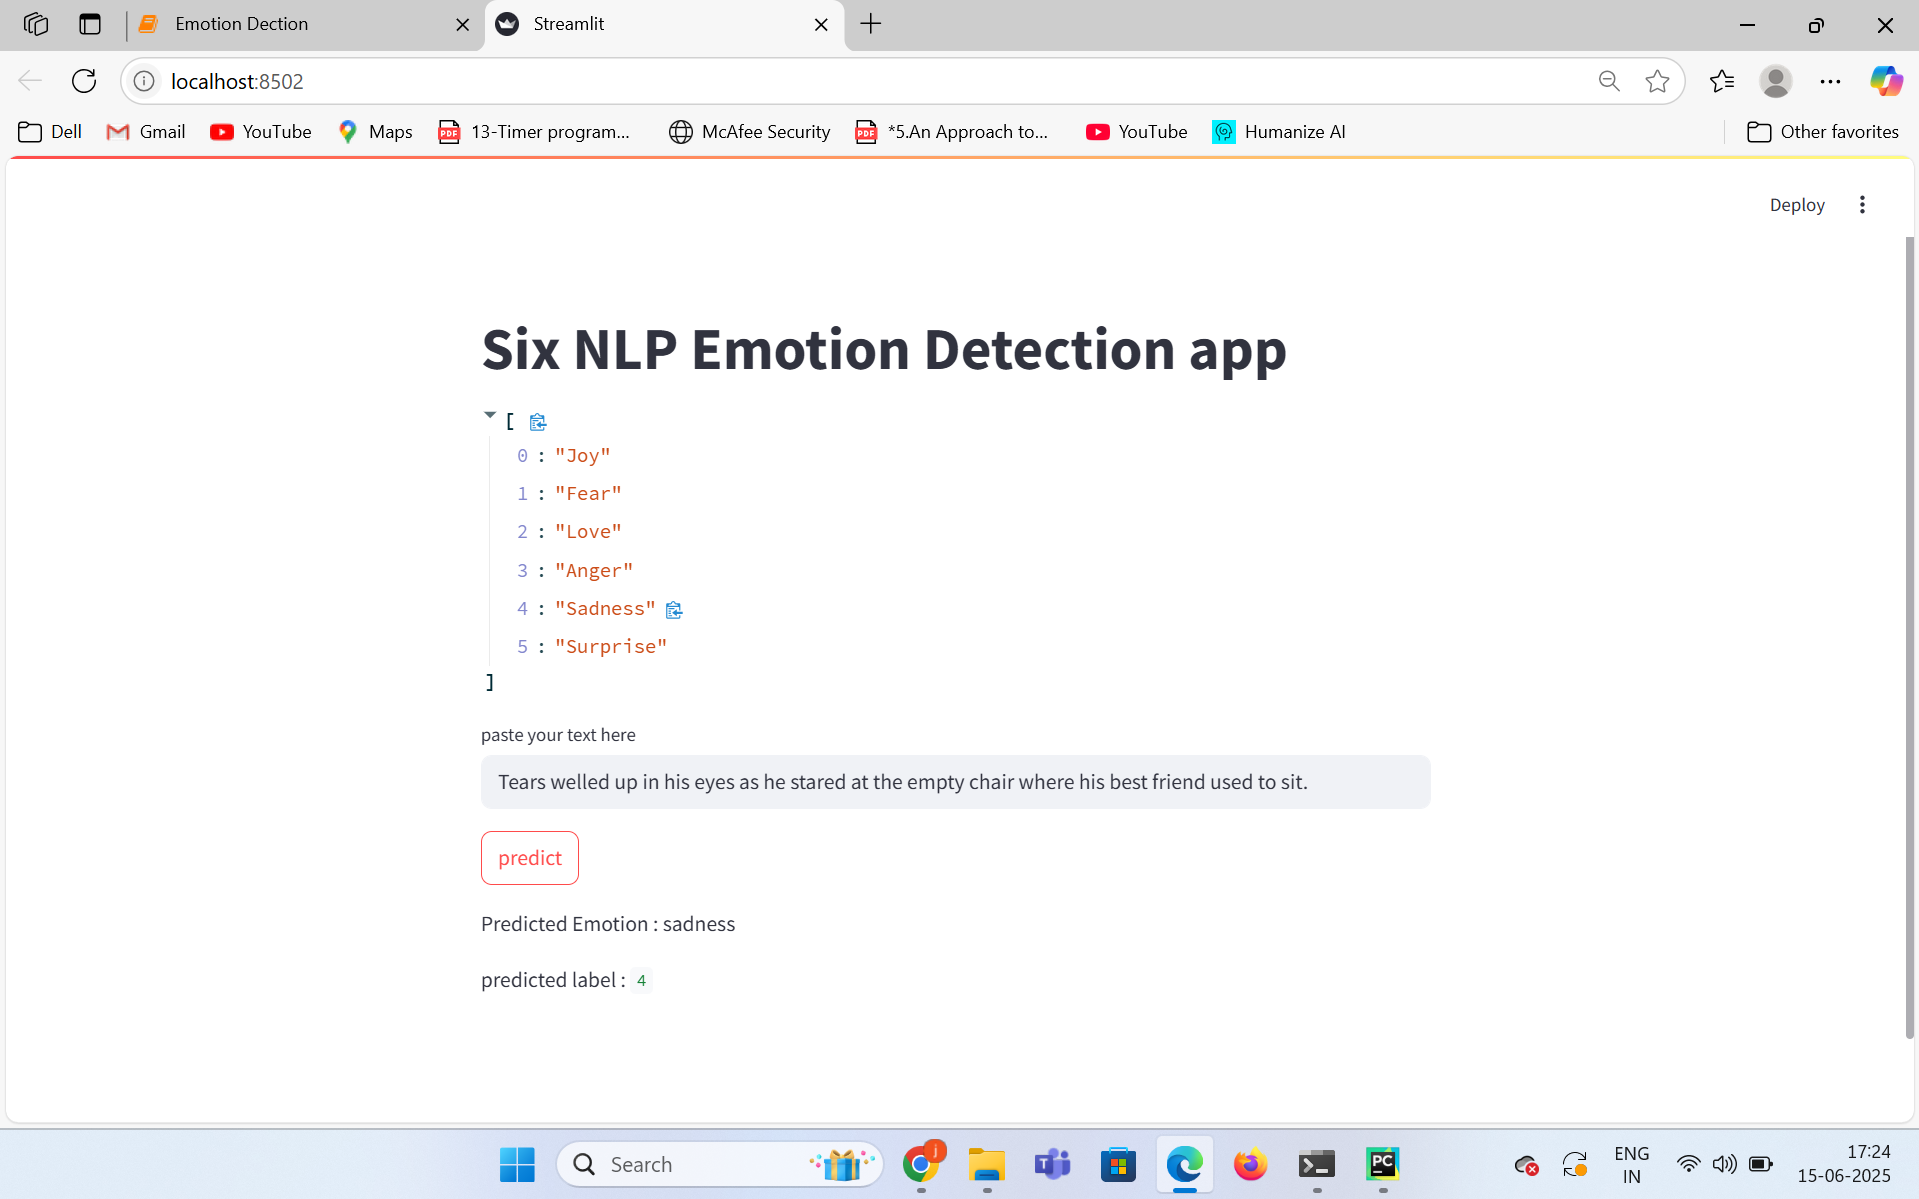 Emotion Dection
Streamlit
localhost:8502
Dell
Gmail
YouTube
Maps
PDF
13-Timer program...
McAfee Security
PDF
*5.An Approach to...
YouTube
Humanize AI
Other favorites
Deploy
Six NLP Emotion Detection app
[
0 : "Joy"
1 : "Fear"
2 : "Love"
3 : "Anger"
4 : "Sadness"
5 : "Surprise"
]
paste your text here
Tears welled up in his eyes as he stared at the empty chair where his best friend used to sit.
predict
Predicted Emotion : sadness
predicted label : 4
Search
j
T
PC
ENG
IN
17:24
15-06-2025